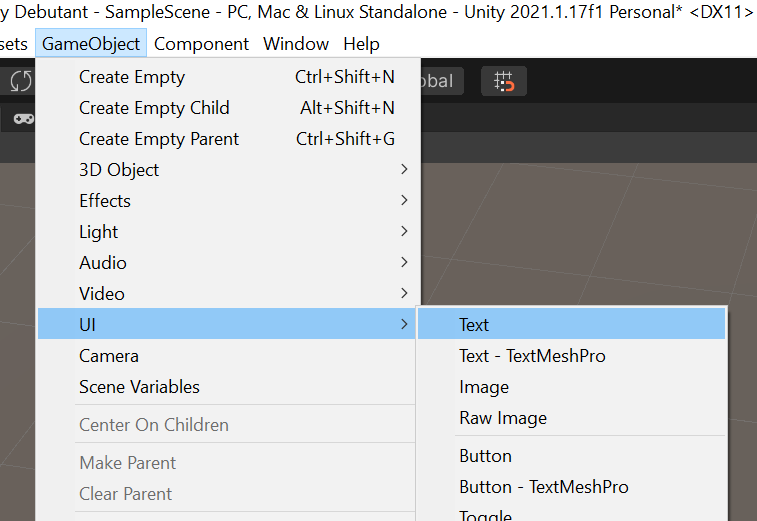 y Debutant - SampleScene - PC, Mac & Linux Standalone - Unity 2021.1.17f1 Personal* <DX11>
sets GameObject Component Window Help
Create Empty Ctrl+Shift+N
obal
Create Empty Child Alt+Shift+N
Create Empty Parent Ctrl+Shift+G
3D Object
Effects
Light
Audio
Video
UI
Text
Camera
Text - TextMeshPro
Scene Variables
Image
Center On Children
Raw Image
Make Parent
Button
Clear Parent
Button - TextMeshPro
Toggle